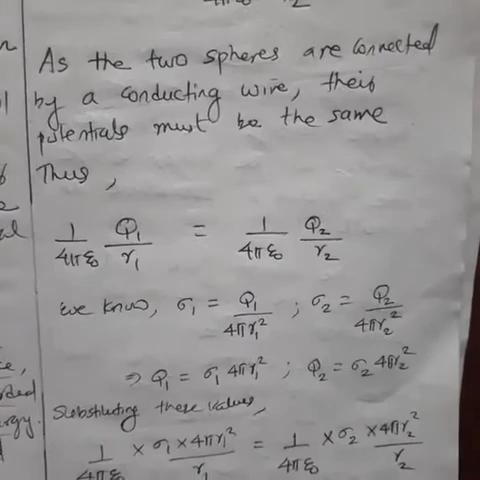 As the two spheres are connected
by a conducting wire, their
potentials must be the same
Thus,
1/4πε₀ Q₁/r₁ = 1/4πε₀ Q₂/r₂
we know, σ₁ = Q₁/4πr₁² ; σ₂ = Q₂/4πr₂²
⇒ Q₁ = σ₁ 4πr₁² ; Q₂ = σ₂ 4πr₂²
Substituting these values,
1/4πε₀ × σ₁ × 4πr₁²/r₁ = 1/4πε₀ × σ₂ × 4πr₂²/r₂